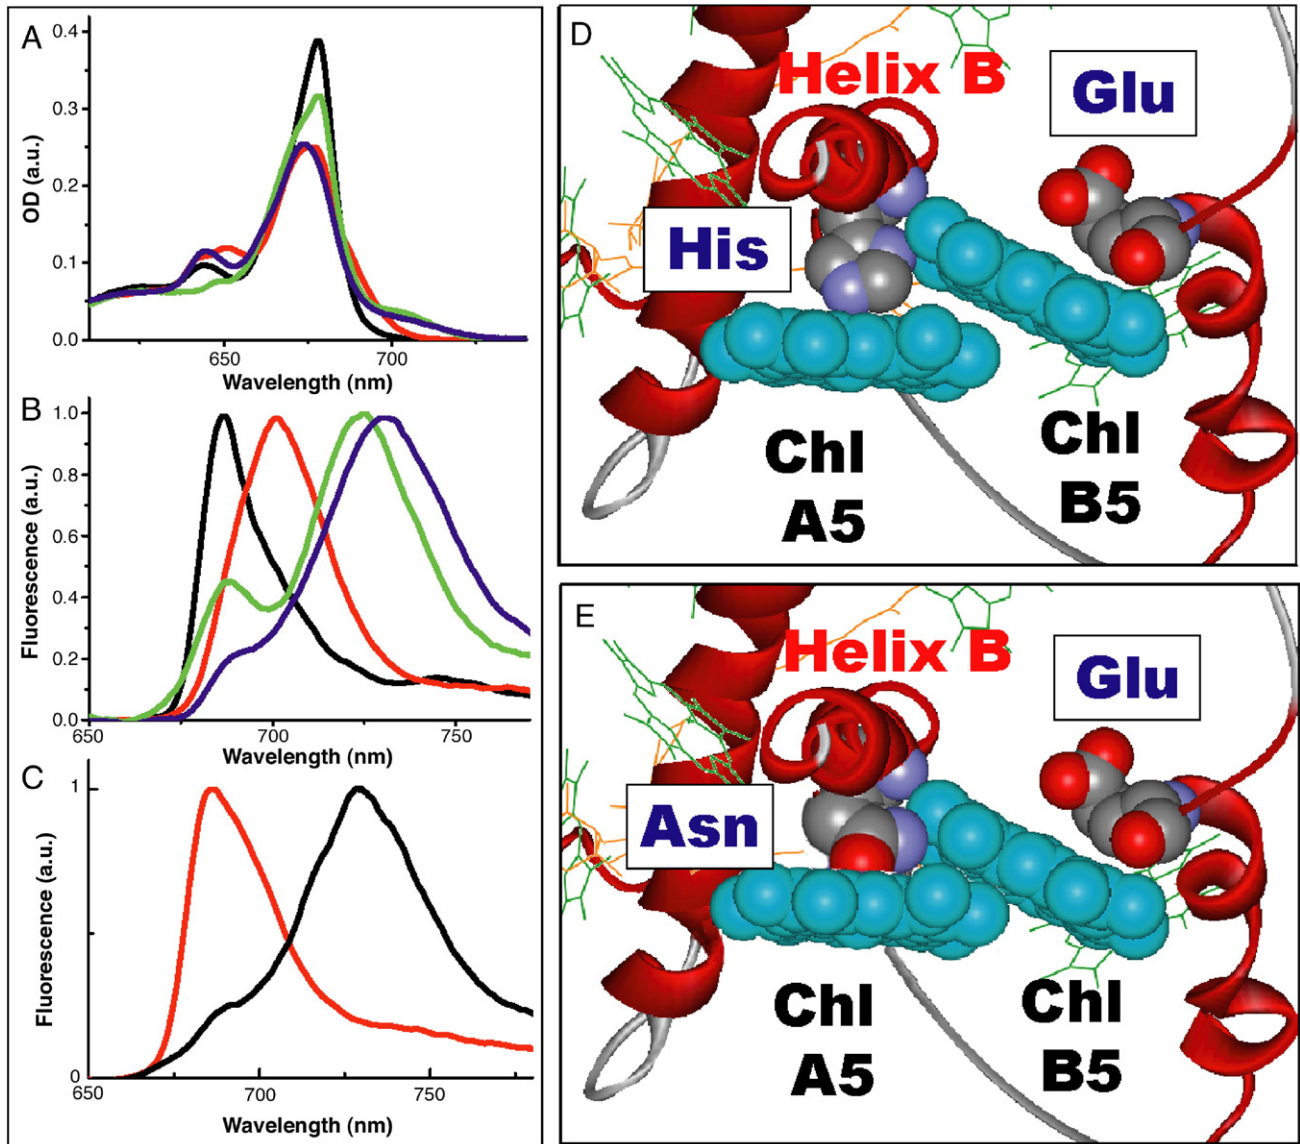 A
OD (a.u.)
0.4
0.3
0.2
0.1
0.0
650
700
Wavelength (nm)
B
Fluorescence (a.u.)
1.0
0.8
0.6
0.4
0.2
0.0
650
700
750
Wavelength (nm)
C
Fluorescence (a.u.)
1
0
650
700
750
Wavelength (nm)
D
Helix B
Glu
His
Chl
A5
Chl
B5
E
Helix B
Glu
Asn
Chl
A5
Chl
B5